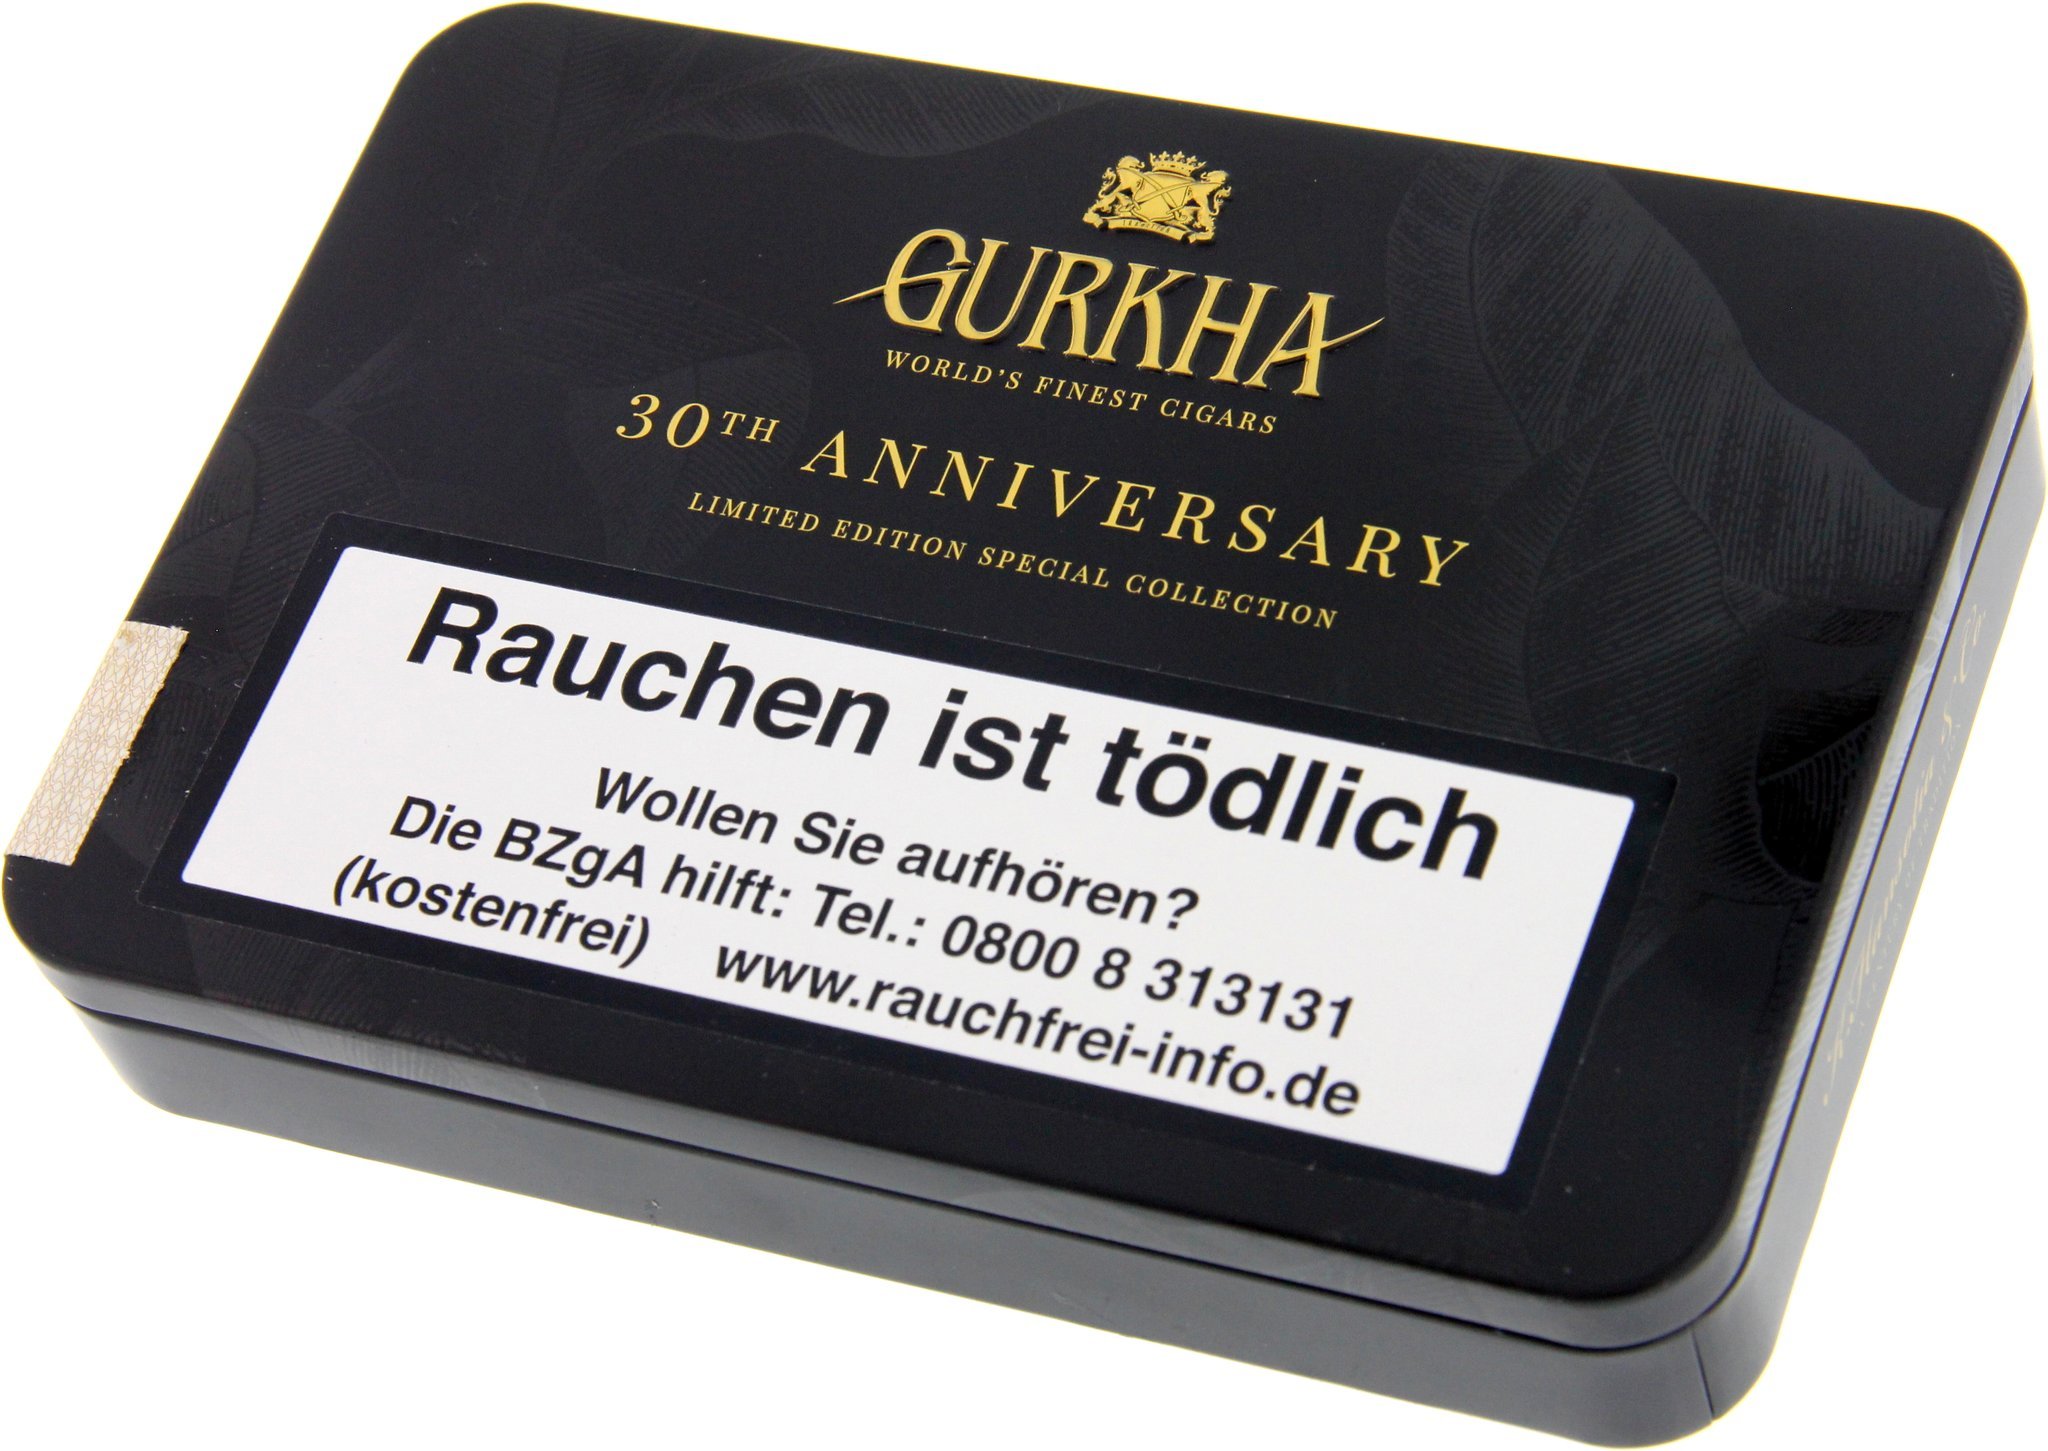 GURKHA
WORLD'S FINEST CIGARS
30TH ANNIVERSARY
LIMITED EDITION SPECIAL COLLECTION
Rauchen ist tödlich
Wollen Sie aufhören?
Die BZgA hilft: Tel.: 0800 8 313131
(kostenfrei) www.rauchfrei-info.de